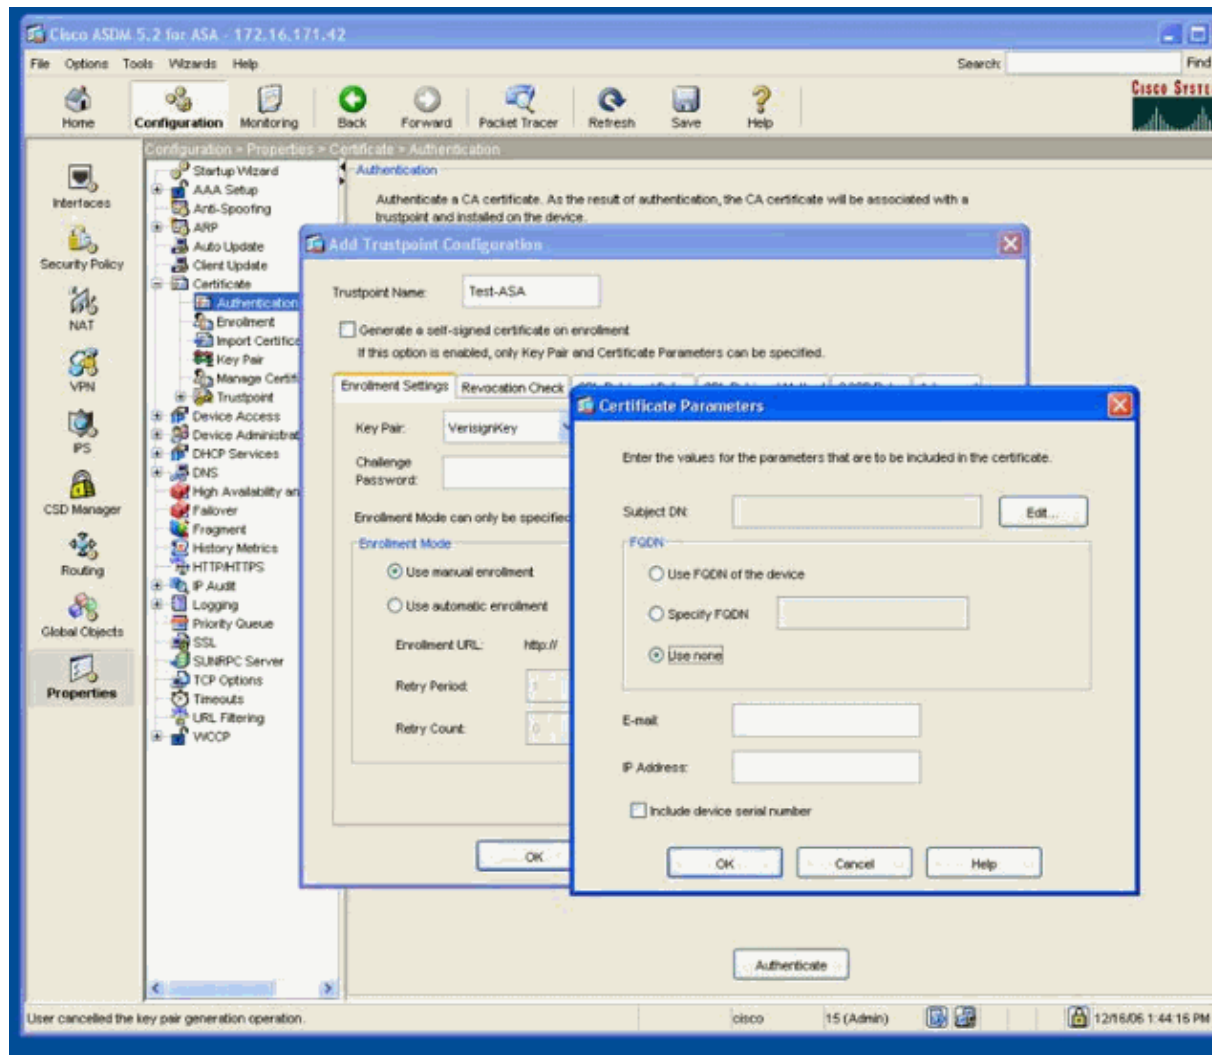 Cisco ASDM 5.2 for ASA - 172.16.171.42
File Options Tools Wizards Help Search: Find
Cisco Syste
Home Configuration Monitoring Back Forward Packet Tracer Refresh Save Help
Configuration > Properties > Certificate > Authentication
Interfaces
Security Policy
NAT
VPN
IPS
CSD Manager
Routing
Global Objects
Properties
Startup Wizard
AAA Setup
Anti-Spoofing
ARP
Auto Update
Client Update
Certificate
Authentication
Enrollment
Import Certifica
Key Pair
Manage Certifi
Trustpoint
Device Access
Device Administrat
DHCP Services
DNS
High Availability an
Failover
Fragment
History Metrics
HTTP/HTTPS
IP Audit
Logging
Priority Queue
SSL
SUNRPC Server
TCP Options
Timeouts
URL Filtering
WCCP
Authentication
Authenticate a CA certificate. As the result of authentication, the CA certificate will be associated with a
trustpoint and installed on the device.
Add Trustpoint Configuration
Trustpoint Name: Test-ASA
Generate a self-signed certificate on enrollment
If this option is enabled, only Key Pair and Certificate Parameters can be specified.
Enrollment Settings Revocation Check
Key Pair: VerisignKey
Challenge
Password:
Enrollment Mode can only be specified
Enrollment Mode
Use manual enrollment
Use automatic enrollment
Enrollment URL: http://
Retry Period:
Retry Count: 0
OK
Certificate Parameters
Enter the values for the parameters that are to be included in the certificate.
Subject DN: Edit...
FQDN
Use FQDN of the device
Specify FQDN
Use none
E-mail:
IP Address:
Include device serial number
OK Cancel Help
Authenticate
User cancelled the key pair generation operation. cisco 15 (Admin) 12/16/06 1:44:16 PM